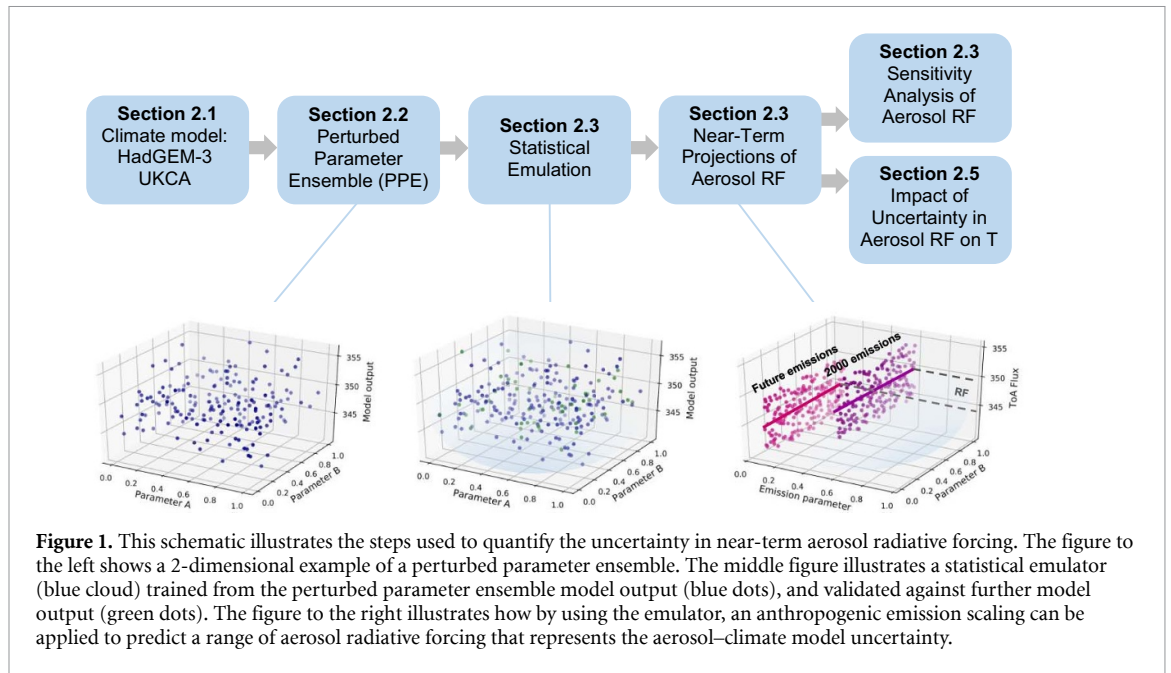 Section 2.1
Climate model:
HadGEM-3
UKCA
Section 2.2
Perturbed
Parameter
Ensemble (PPE)
Section 2.3
Statistical
Emulation
Section 2.3
Near-Term
Projections of
Aerosol RF
Section 2.3
Sensitivity
Analysis of
Aerosol RF
Section 2.5
Impact of
Uncertainty in
Aerosol RF on T
355
350
345
Model output
0.0 0.2 0.4 0.6 0.8 1.0
Parameter A
0.0 0.2 0.4 0.6 0.8 1.0
Parameter B
355
350
345
Model output
0.0 0.2 0.4 0.6 0.8 1.0
Parameter A
0.0 0.2 0.4 0.6 0.8 1.0
Parameter B
Future emissions
2000 emissions
RF
355
350
345
ToA Flux
0.0 0.2 0.4 0.6 0.8 1.0
Emission parameter
0.0 0.2 0.4 0.6 0.8 1.0
Parameter B
Figure 1. This schematic illustrates the steps used to quantify the uncertainty in near-term aerosol radiative forcing. The figure to
the left shows a 2-dimensional example of a perturbed parameter ensemble. The middle figure illustrates a statistical emulator
(blue cloud) trained from the perturbed parameter ensemble model output (blue dots), and validated against further model
output (green dots). The figure to the right illustrates how by using the emulator, an anthropogenic emission scaling can be
applied to predict a range of aerosol radiative forcing that represents the aerosol–climate model uncertainty.